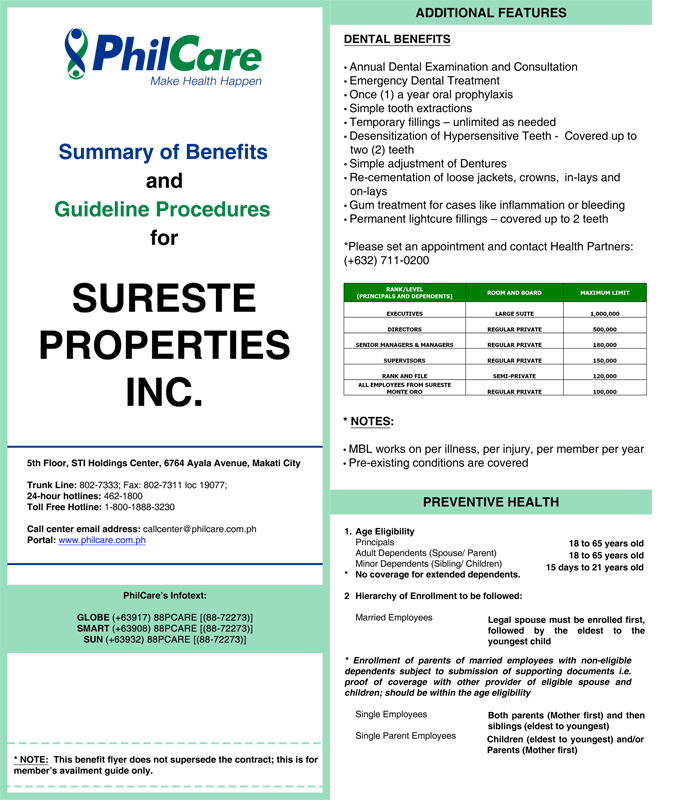 PhilCare
Make Health Happen
Summary of Benefits
and
Guideline Procedures
for
SURESTE
PROPERTIES
INC.
5th Floor, STI Holdings Center, 6764 Ayala Avenue, Makati City
Trunk Line: 802-7333; Fax: 802-7311 loc 19077;
24-hour hotlines: 462-1800
Toll Free Hotline: 1-800-1888-3230
Call center email address: callcenter@philcare.com.ph
Portal: www.philcare.com.ph
PhilCare's Infotext:
GLOBE (+63917) 88PCARE [(88-72273)]
SMART (+63908) 88PCARE [(88-72273)]
SUN (+63932) 88PCARE [(88-72273)]
* NOTE: This benefit flyer does not supersede the contract; this is for
member's availment guide only.
ADDITIONAL FEATURES
DENTAL BENEFITS
• Annual Dental Examination and Consultation
• Emergency Dental Treatment
• Once (1) a year oral prophylaxis
• Simple tooth extractions
• Temporary fillings – unlimited as needed
• Desensitization of Hypersensitive Teeth - Covered up to
two (2) teeth
• Simple adjustment of Dentures
• Re-cementation of loose jackets, crowns, in-lays and
on-lays
• Gum treatment for cases like inflammation or bleeding
• Permanent lightcure fillings – covered up to 2 teeth
*Please set an appointment and contact Health Partners:
(+632) 711-0200
RANK/LEVEL
(PRINCIPALS AND DEPENDENTS) ROOM AND BOARD MAXIMUM LIMIT
EXECUTIVES LARGE SUITE 1,000,000
DIRECTORS REGULAR PRIVATE 500,000
SENIOR MANAGERS & MANAGERS REGULAR PRIVATE 180,000
SUPERVISORS REGULAR PRIVATE 150,000
RANK AND FILE SEMI-PRIVATE 120,000
ALL EMPLOYEES FROM SURESTE
MONTE ORO REGULAR PRIVATE 100,000
* NOTES:
• MBL works on per illness, per injury, per member per year
• Pre-existing conditions are covered
PREVENTIVE HEALTH
1. Age Eligibility
Principals 18 to 65 years old
Adult Dependents (Spouse/ Parent) 18 to 65 years old
Minor Dependents (Sibling/ Children) 15 days to 21 years old
* No coverage for extended dependents.
2 Hierarchy of Enrollment to be followed:
Married Employees Legal spouse must be enrolled first,
followed by the eldest to the
youngest child
* Enrollment of parents of married employees with non-eligible
dependents subject to submission of supporting documents i.e.
proof of coverage with other provider of eligible spouse and
children; should be within the age eligibility
Single Employees Both parents (Mother first) and then
siblings (eldest to youngest)
Single Parent Employees Children (eldest to youngest) and/or
Parents (Mother first)